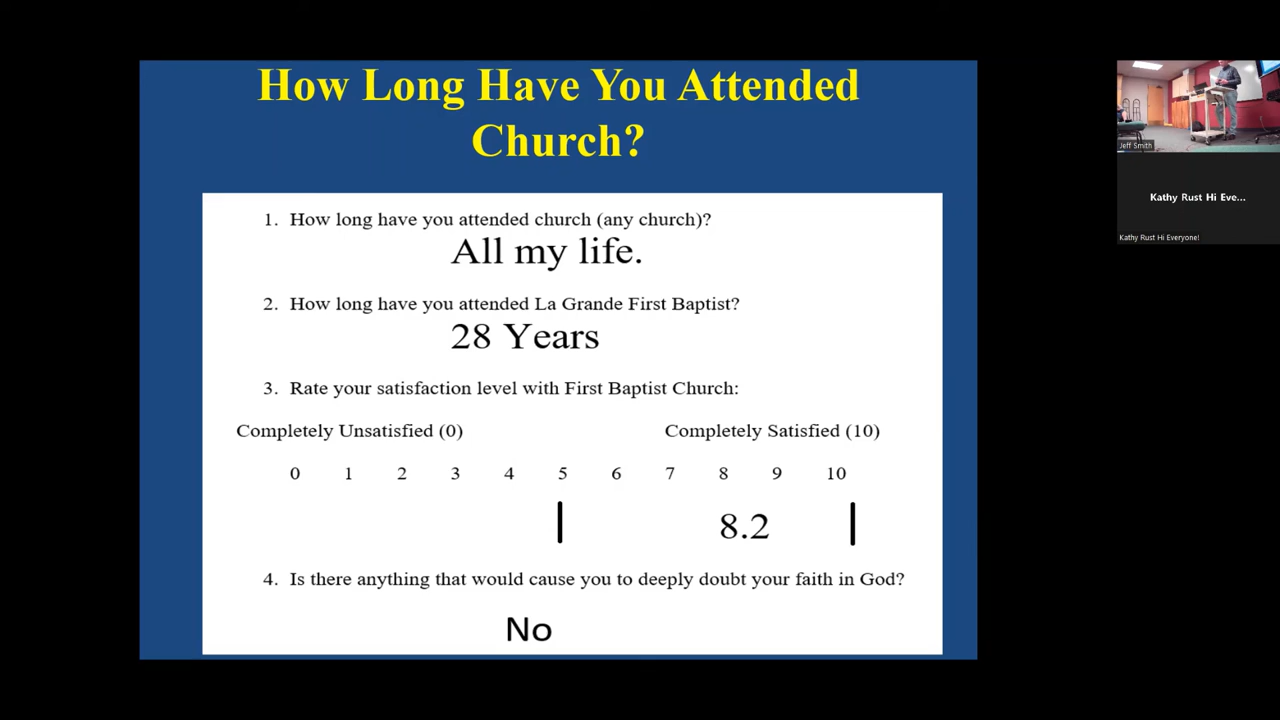 How Long Have You Attended
Church?
1. How long have you attended church (any church)?
All my life.
2. How long have you attended La Grande First Baptist?
28 Years
3. Rate your satisfaction level with First Baptist Church:
Completely Unsatisfied (0) Completely Satisfied (10)
0 1 2 3 4 5 6 7 8 9 10
8.2
4. Is there anything that would cause you to deeply doubt your faith in God?
No
Jeff Smith
Kathy Rust Hi Eve...
Kathy Rust Hi Everyone!